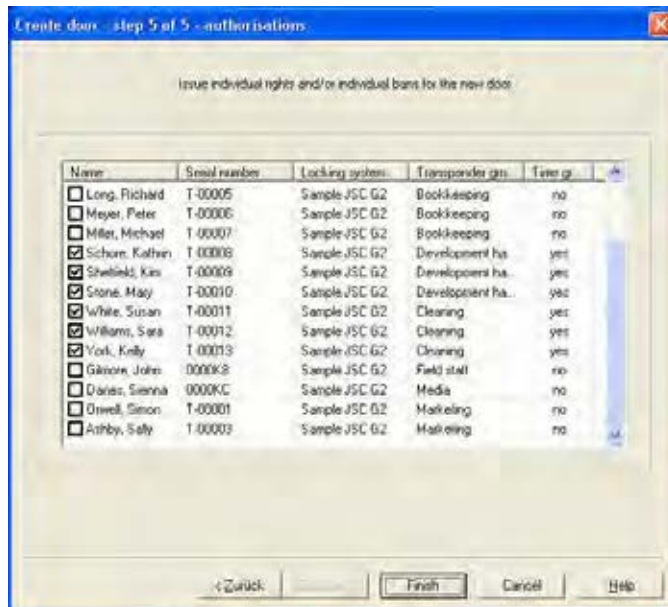 Create door - step 5 of 5 - authorisations
Issue individual rights and/or individual bans for the new door
Name Serial number Locking system Transponder gro... Time gr...
Long, Richard T-00005 Sample JSC G2 Bookkeeping no
Meyer, Peter T-00006 Sample JSC G2 Bookkeeping no
Miller, Michael T-00007 Sample JSC G2 Bookkeeping no
Schore, Kathrin T-00008 Sample JSC G2 Development ha... yes
Sheffield, Kim T-00009 Sample JSC G2 Development ha... yes
Stone, Mary T-00010 Sample JSC G2 Development ha... yes
White, Susan T-00011 Sample JSC G2 Cleaning yes
Williams, Sara T-00012 Sample JSC G2 Cleaning yes
York, Kelly T-00013 Sample JSC G2 Cleaning yes
Gilmore, John 0000K8 Sample JSC G2 Field staff no
Danes, Sienna 0000KC Sample JSC G2 Media no
Orwell, Simon T-00001 Sample JSC G2 Marketing no
Ashby, Sally T-00003 Sample JSC G2 Marketing no
< Zurück Finish Cancel Help